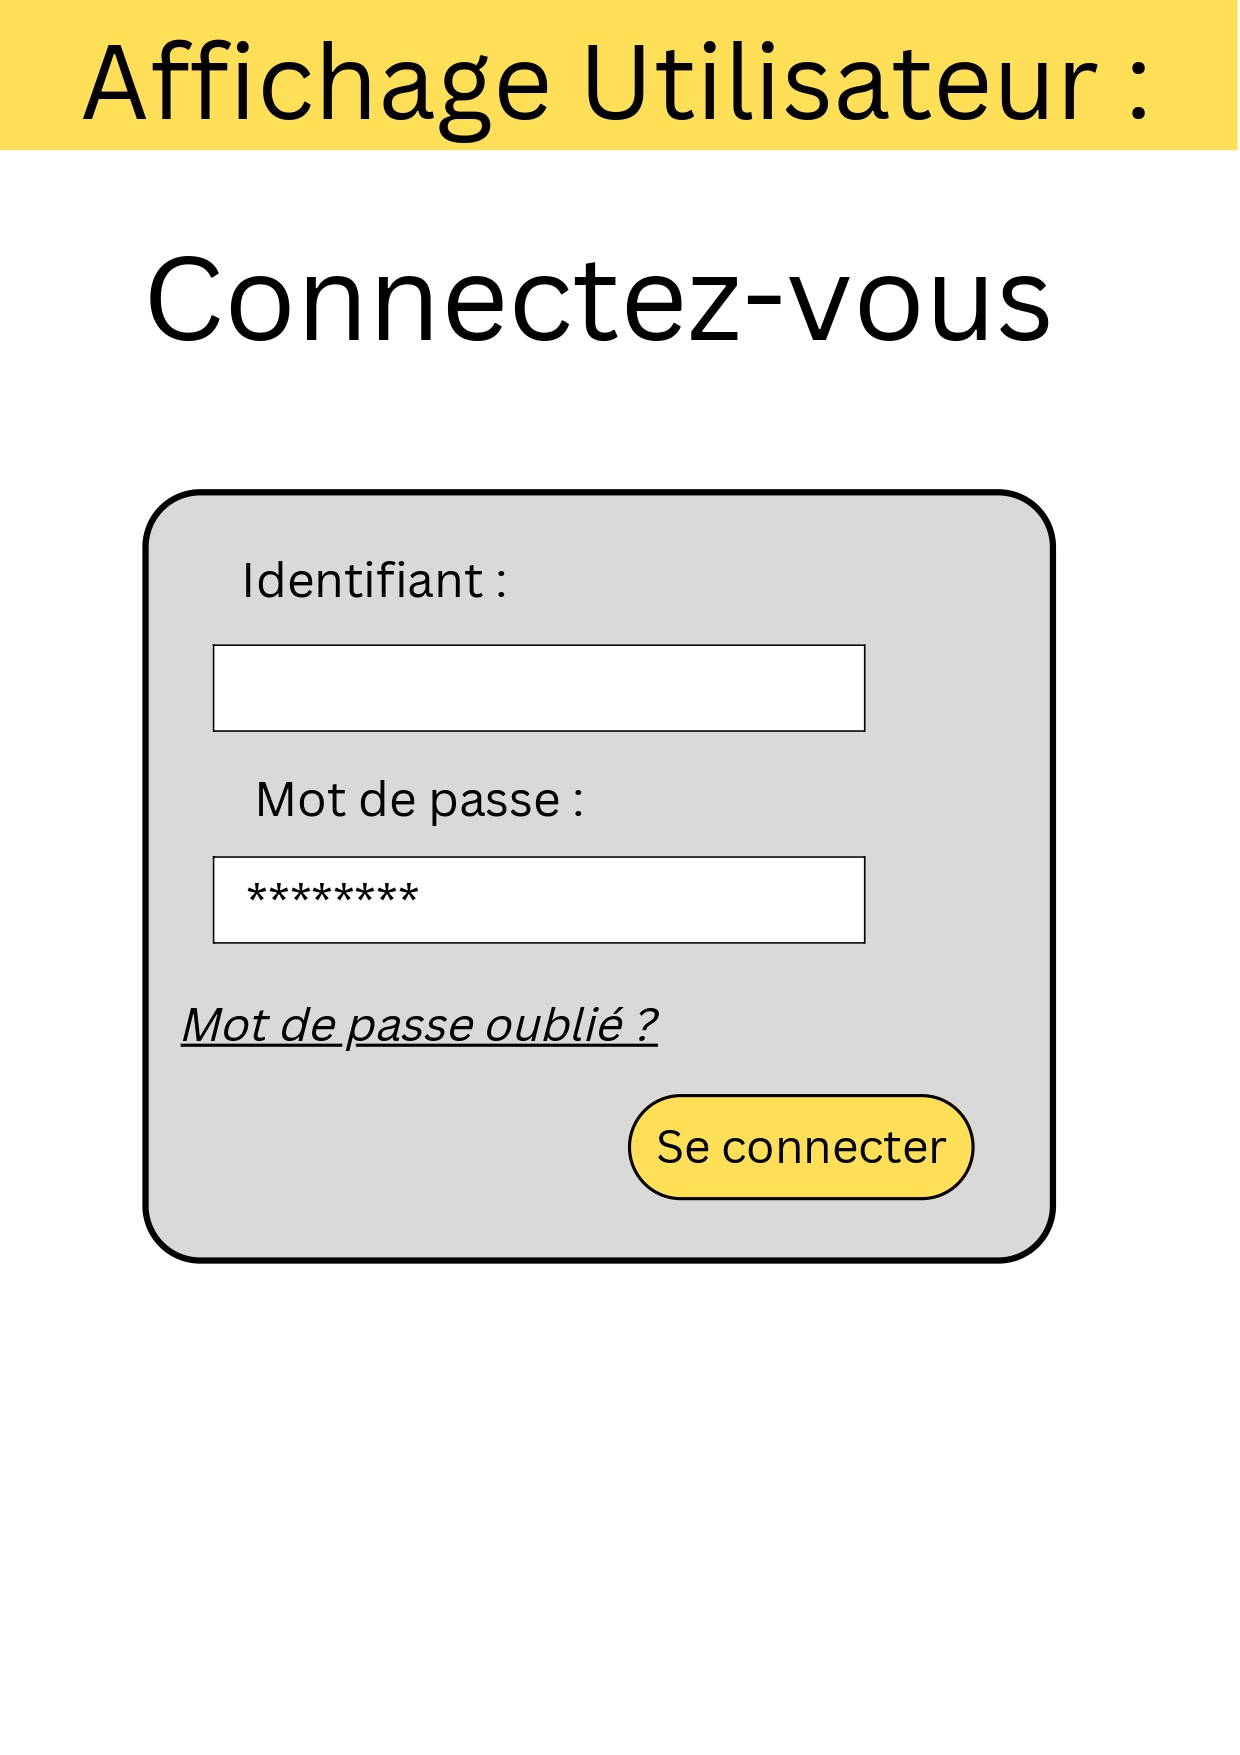 Affichage Utilisateur :
Connectez-vous
Identifiant :
Mot de passe :
********
Mot de passe oublié ?
Se connecter